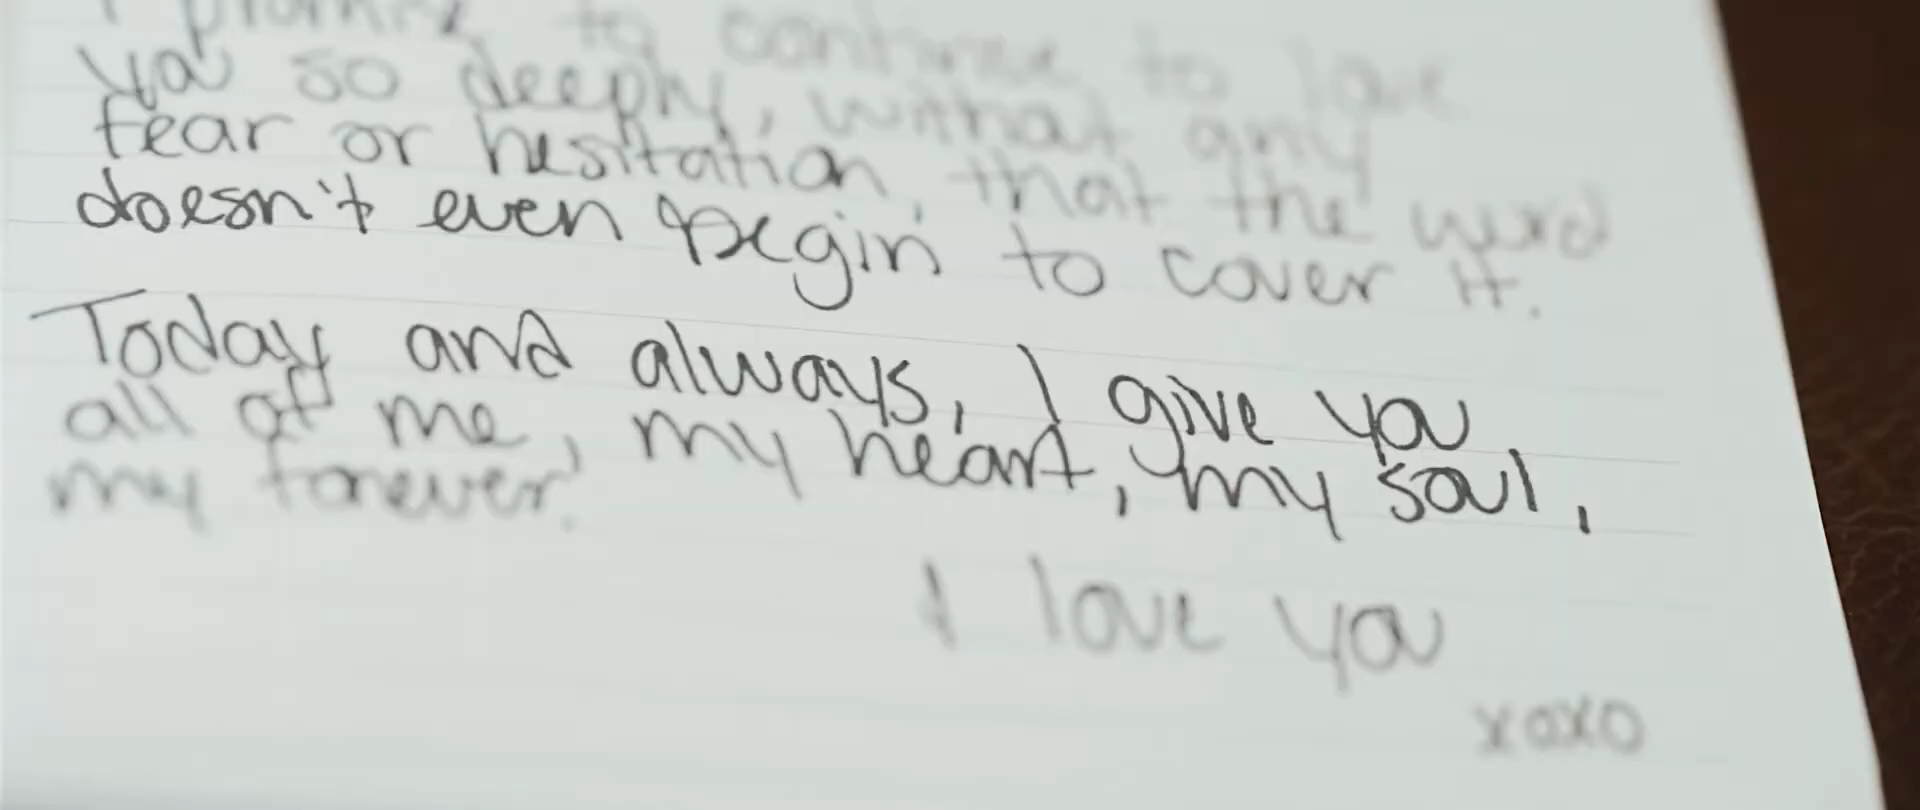 I promise to continue to love
you so deeply, without any
fear or hesitation, that the word
doesn't even begin to cover it.
Today and always, I give you
all of me, my heart, my soul,
my forever.
I love you
xoxo